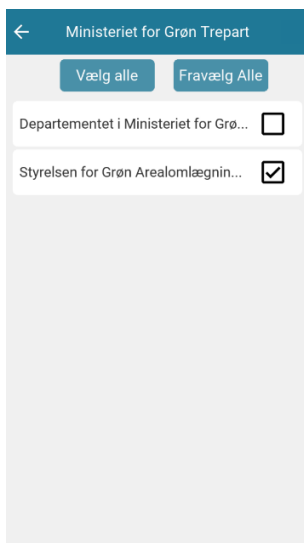 Ministeriet for Grøn Trepart
Vælg alle
Fravælg Alle
Departementet i Ministeriet for Grø...
Styrelsen for Grøn Arealomlægnin...